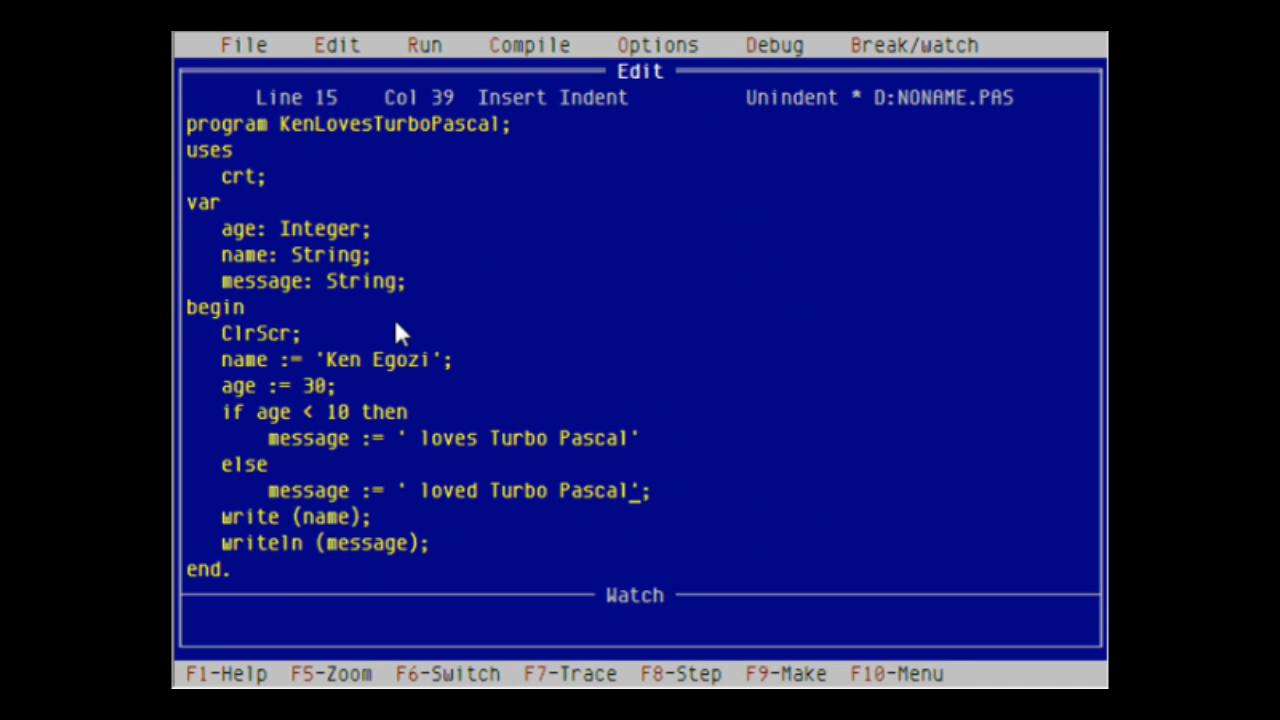 File Edit Run Compile Options Debug Break/watch
Edit
Line 15 Col 39 Insert Indent Unindent * D:NONAME.PAS
program KenLovesTurboPascal;
uses
crt;
var
age: Integer;
name: String;
message: String;
begin
ClrScr;
name := 'Ken Egozi';
age := 30;
if age < 10 then
message := ' loves Turbo Pascal'
else
message := ' loved Turbo Pascal';
write (name);
writeln (message);
end.
Watch
F1-Help F5-Zoom F6-Switch F7-Trace F8-Step F9-Make F10-Menu